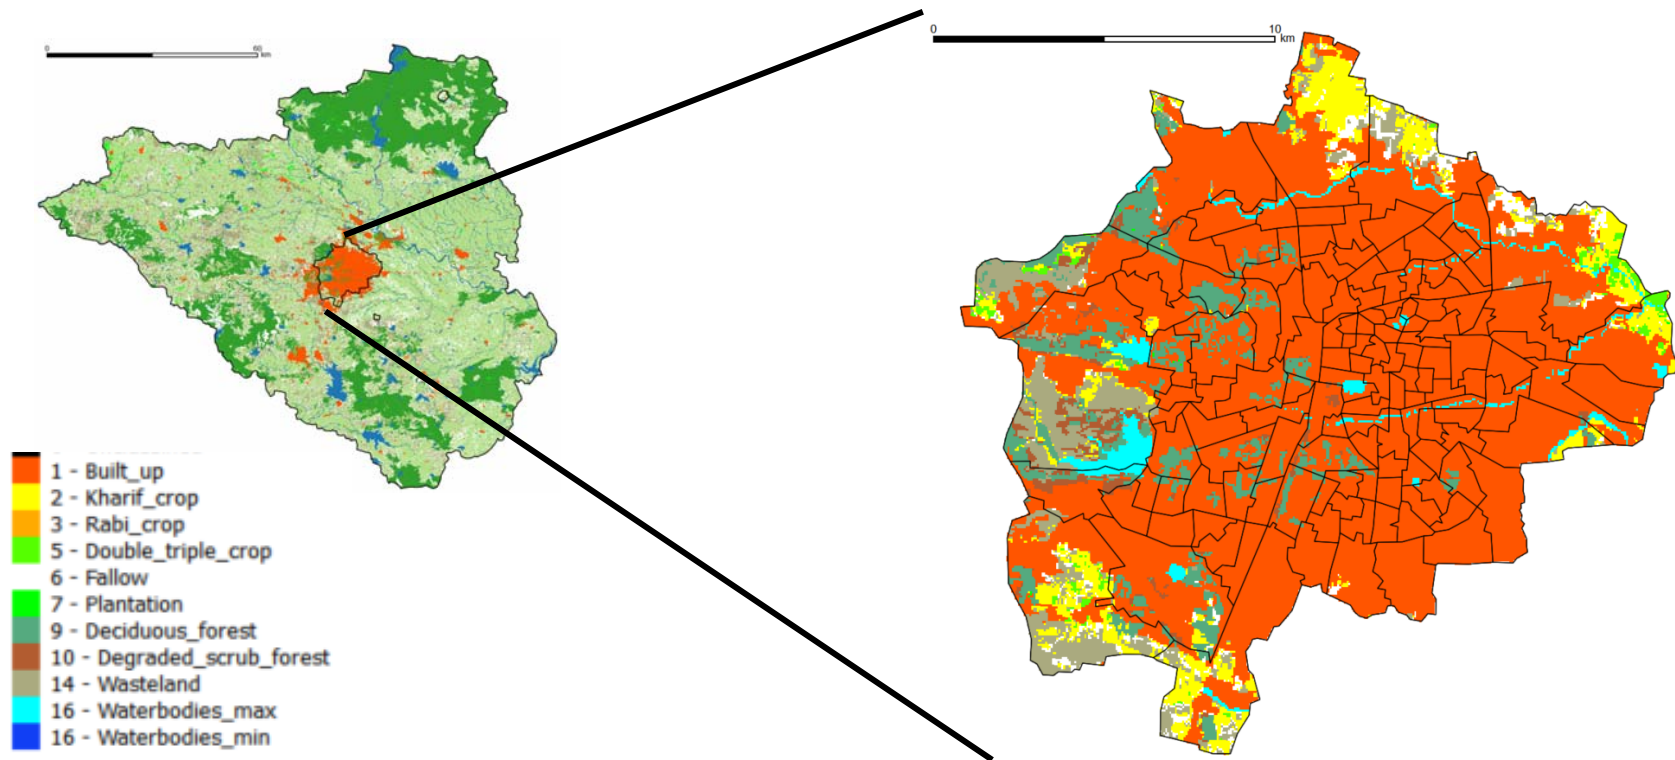 0 60 km
0 10 km
1 - Built_up
2 - Kharif_crop
3 - Rabi_crop
5 - Double_triple_crop
6 - Fallow
7 - Plantation
9 - Deciduous_forest
10 - Degraded_scrub_forest
14 - Wasteland
16 - Waterbodies_max
16 - Waterbodies_min